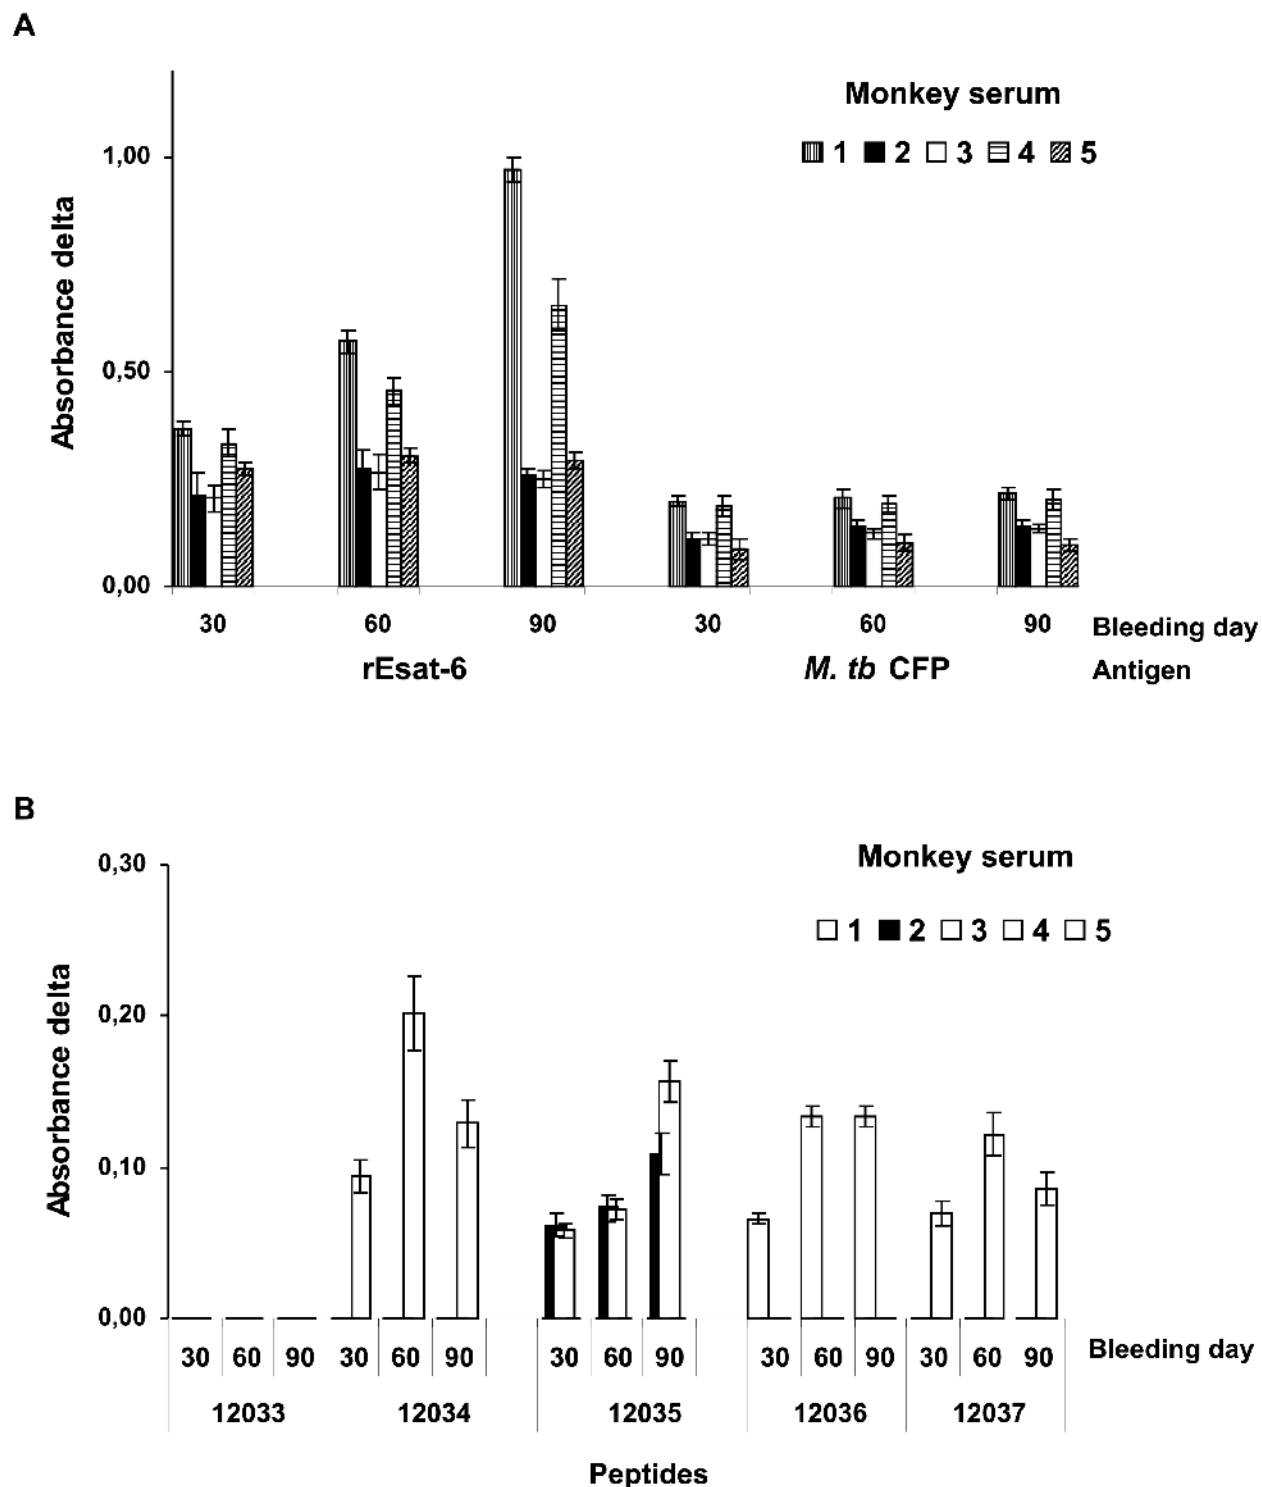 A
Monkey serum
1 2 3 4 5
Absorbance delta
1,00
0,50
0,00
30 60 90 30 60 90 Bleeding day
rEsat-6 M. tb CFP Antigen
B
Monkey serum
1 2 3 4 5
Absorbance delta
0,30
0,20
0,10
0,00
30 60 90 30 60 90 30 60 90 30 60 90 30 60 90 Bleeding day
12033 12034 12035 12036 12037
Peptides